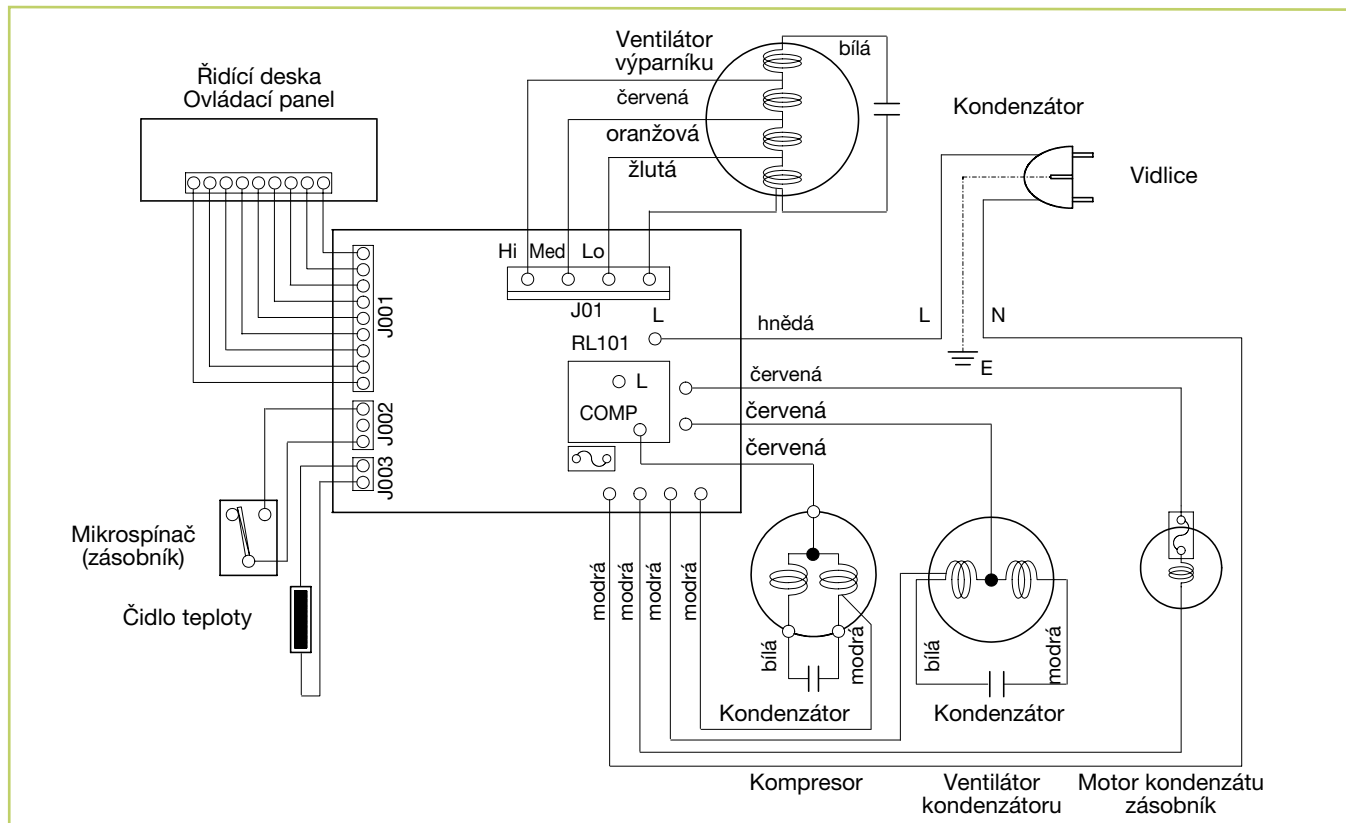 Řidící deska
Ovládací panel
Ventilátor
výparníku
červená
oranžová
žlutá
bílá
Kondenzátor
Vidlice
Hi Med Lo
J01
L
hnědá
L
N
E
RL101
L
COMP
červená
červená
červená
J001
J002
J003
Mikrospínač
(zásobník)
Čidlo teploty
modrá
modrá
modrá
modrá
bílá
modrá
bílá
modrá
Kondenzátor
Kondenzátor
Kompresor
Ventilátor
kondenzátoru
Motor kondenzátu
zásobník